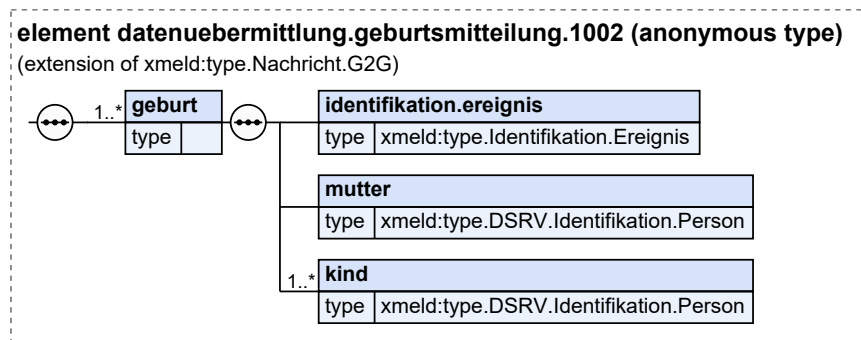 element datenuebermittlung.geburtsmitteilung.1002 (anonymous type)
(extension of xmeld:type.Nachricht.G2G)
1..* geburt
type
identifikation.ereignis
type xmeld:type.Identifikation.Ereignis
mutter
type xmeld:type.DSRV.Identifikation.Person
1..* kind
type xmeld:type.DSRV.Identifikation.Person